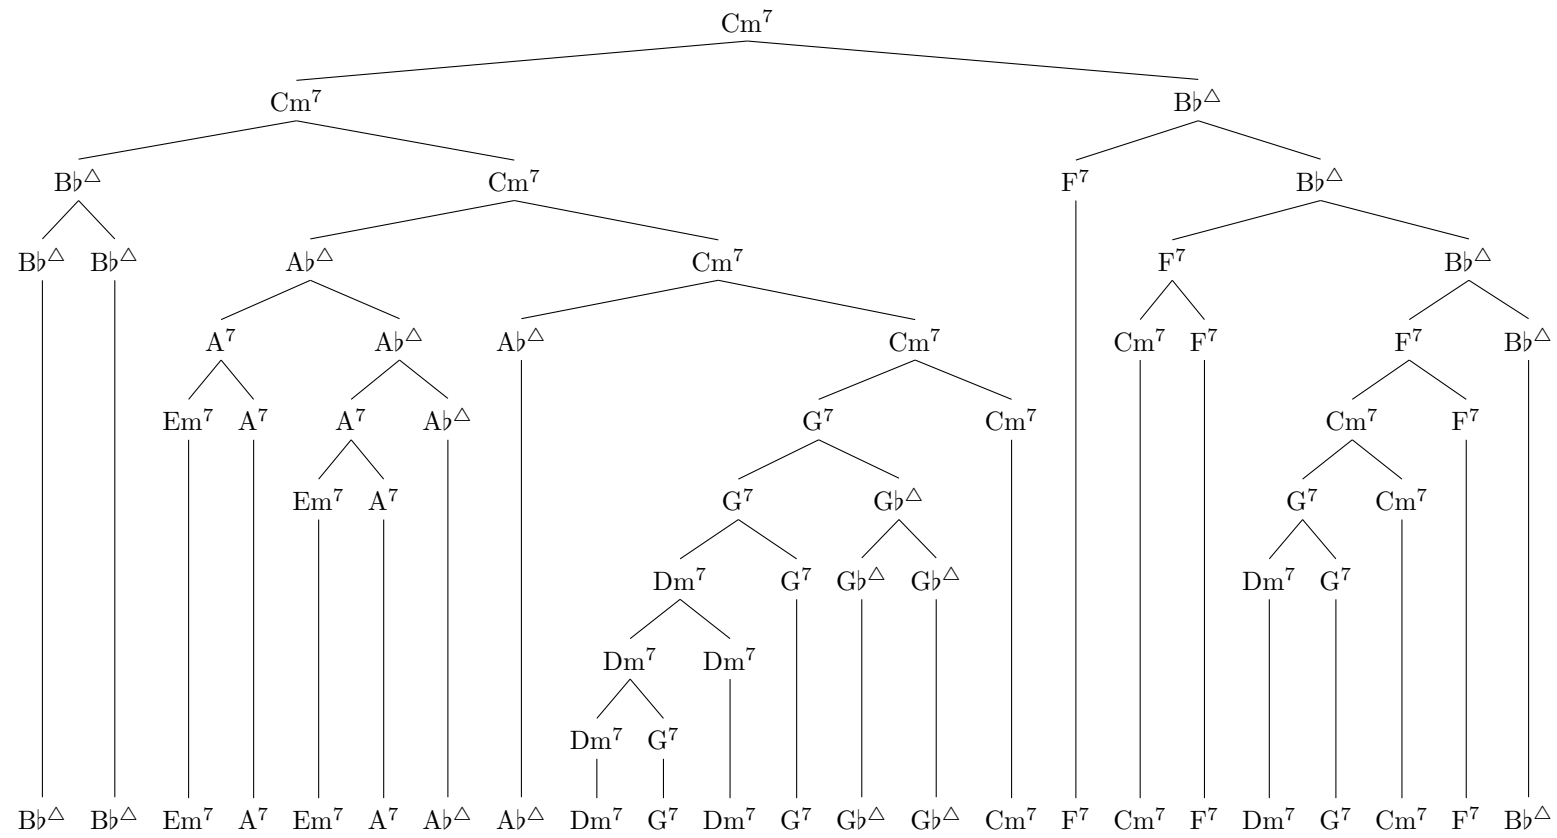 Cm⁷
Cm⁷ B♭△
B♭△ Cm⁷ F⁷ B♭△
B♭△ B♭△ A♭△ Cm⁷ F⁷ B♭△
A⁷ A♭△ A♭△ Cm⁷ Cm⁷ F⁷ F⁷ B♭△
Em⁷ A⁷ A⁷ A♭△ G⁷ Cm⁷ Cm⁷ F⁷
Em⁷ A⁷ G⁷ G♭△ G⁷ Cm⁷
Dm⁷ G⁷ G♭△ G♭△ Dm⁷ G⁷
Dm⁷ Dm⁷
Dm⁷ G⁷
B♭△ B♭△ Em⁷ A⁷ Em⁷ A⁷ A♭△ A♭△ Dm⁷ G⁷ Dm⁷ G⁷ G♭△ G♭△ Cm⁷ F⁷ Cm⁷ F⁷ Dm⁷ G⁷ Cm⁷ F⁷ B♭△